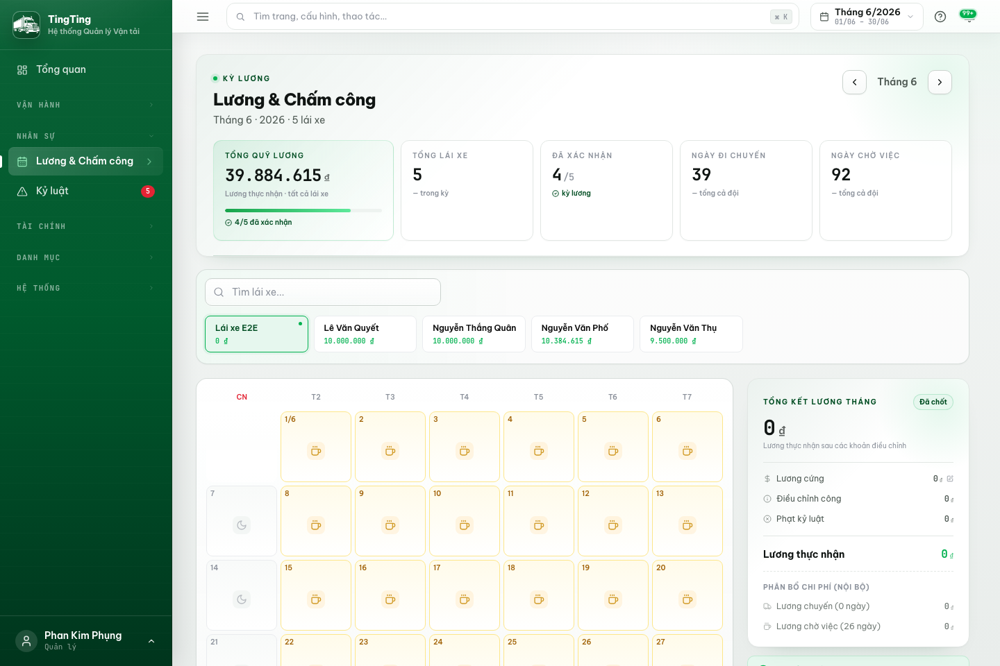 TingTing
Hệ thống Quản lý Vận tải
Tổng quan
VẬN HÀNH
NHÂN SỰ
Lương & Chấm công
Kỷ luật
5
TÀI CHÍNH
DANH MỤC
HỆ THỐNG
Phan Kim Phụng
Quản lý
Tìm trang, cấu hình, thao tác...
⌘ K
Tháng 6/2026
01/06 – 30/06
99+
KỲ LƯƠNG
Lương & Chấm công
Tháng 6 · 2026 · 5 lái xe
Tháng 6
TỔNG QUỸ LƯƠNG
39.884.615 ₫
Lương thực nhận · tất cả lái xe
4/5 đã xác nhận
TỔNG LÁI XE
5
— trong kỳ
ĐÃ XÁC NHẬN
4 /5
kỳ lương
NGÀY ĐI CHUYẾN
39
— tổng cả đội
NGÀY CHỜ VIỆC
92
— tổng cả đội
Tìm lái xe...
Lái xe E2E
0 ₫
Lê Văn Quyết
10.000.000 ₫
Nguyễn Thắng Quân
10.000.000 ₫
Nguyễn Văn Phố
10.384.615 ₫
Nguyễn Văn Thụ
9.500.000 ₫
CN T2 T3 T4 T5 T6 T7
1/6 2 3 4 5 6
7 8 9 10 11 12 13
14 15 16 17 18 19 20
21 22 23 24 25 26 27
TỔNG KẾT LƯƠNG THÁNG
Đã chốt
0 ₫
Lương thực nhận sau các khoản điều chỉnh
Lương cứng 0 ₫
Điều chỉnh công 0 ₫
Phạt kỷ luật 0 ₫
Lương thực nhận 0 ₫
PHÂN BỔ CHI PHÍ (NỘI BỘ)
Lương chuyến (0 ngày) 0 ₫
Lương chờ việc (26 ngày) 0 ₫